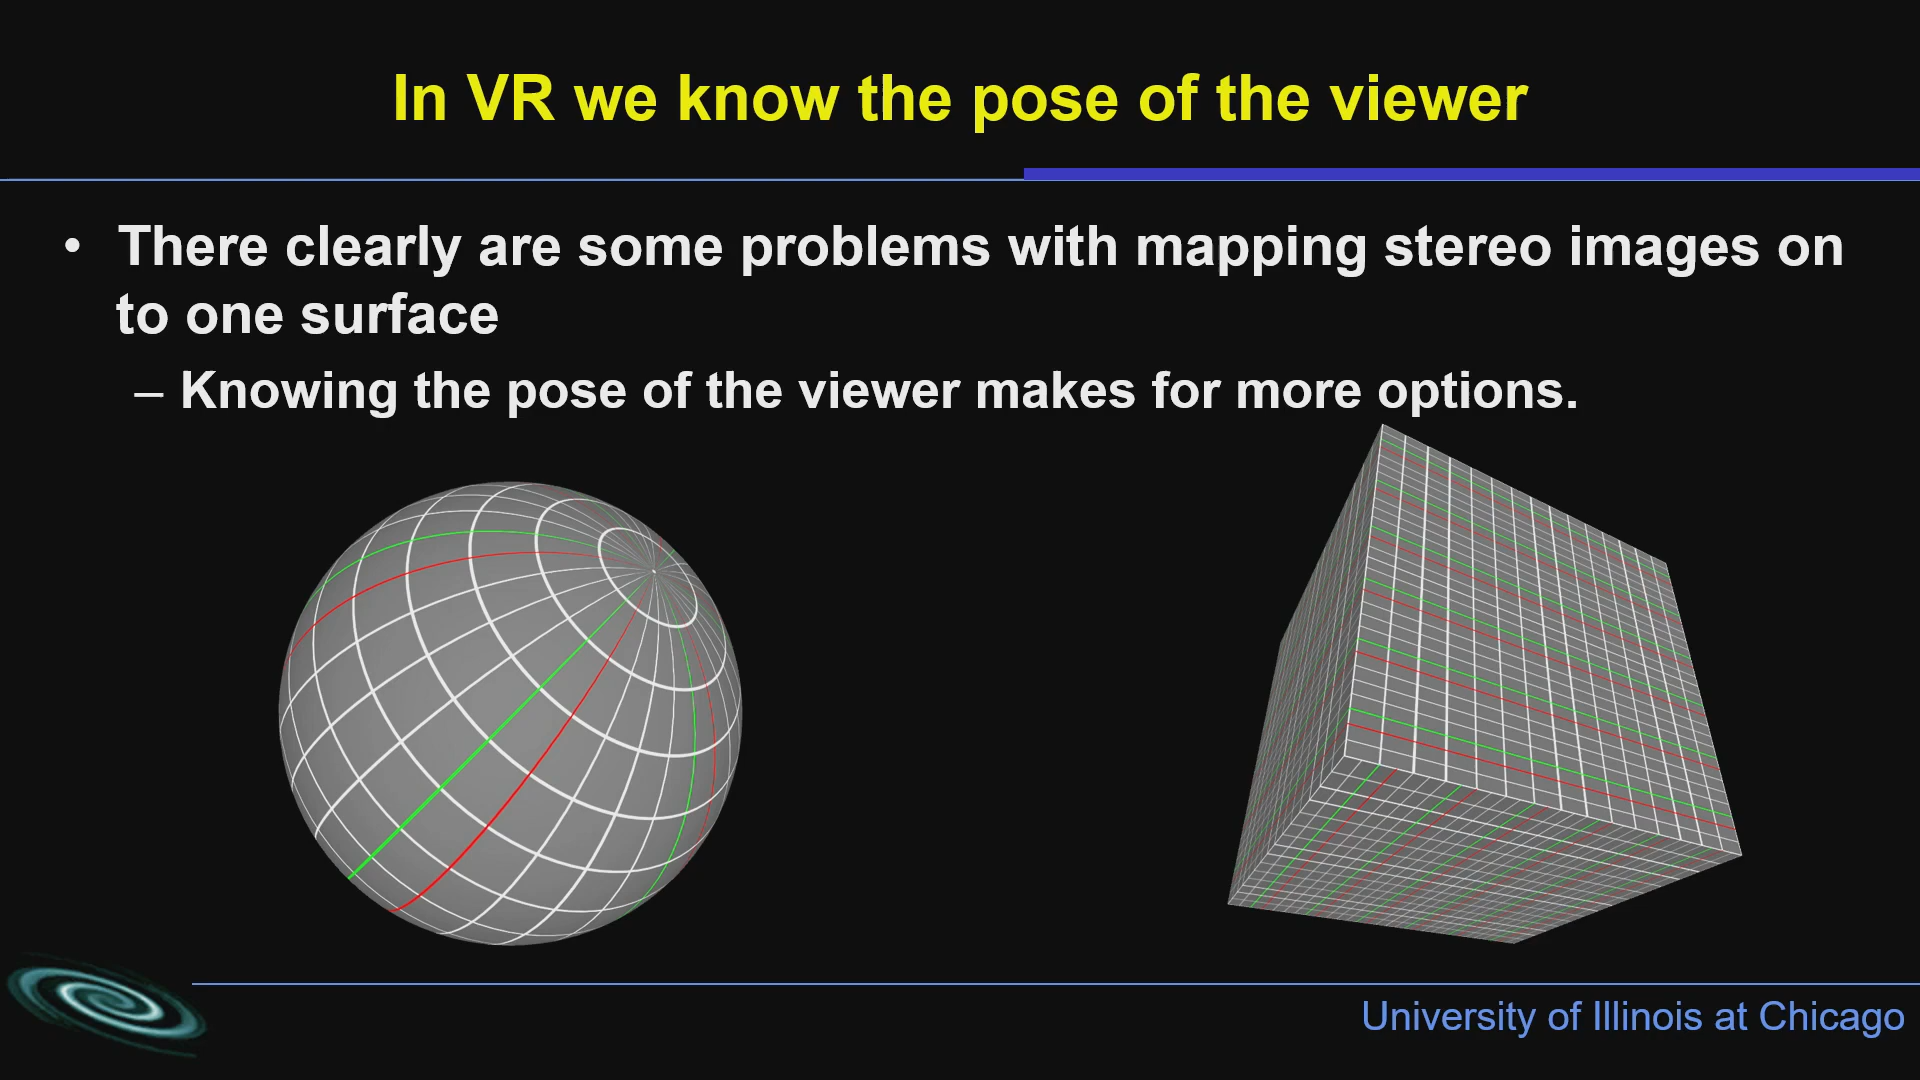 In VR we know the pose of the viewer
• There clearly are some problems with mapping stereo images on
to one surface
– Knowing the pose of the viewer makes for more options.
University of Illinois at Chicago